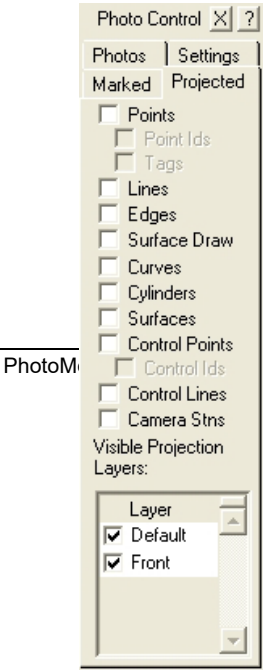 Photo Control X ?
Photos Settings
Marked Projected
Points
Point Ids
Tags
Lines
Edges
Surface Draw
Curves
Cylinders
Surfaces
Control Points
PhotoM
Control Ids
Control Lines
Camera Stns
Visible Projection
Layers:
Layer
Default
Front